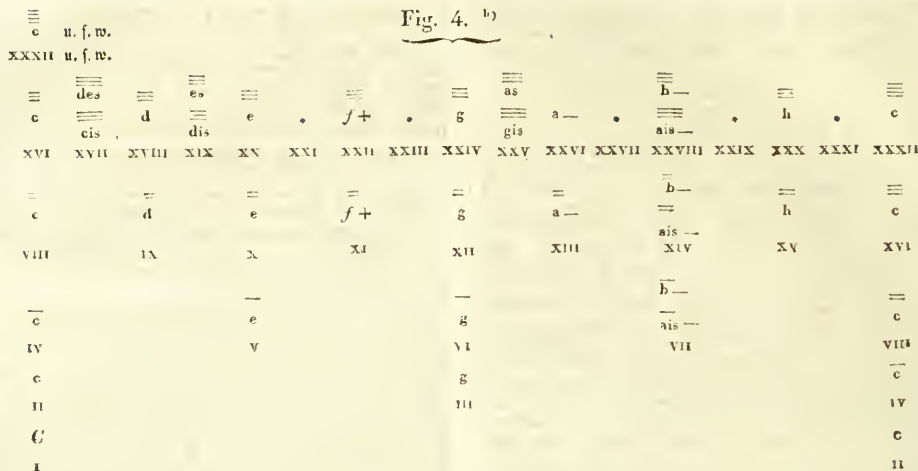 Fig. 4. b)
c u. ſ. w.
XXXII u. ſ. w.
des es as b—
c d e . f+ . g a— . . h . c
cis dis gis ais—
XVI XVII XVIII XIX XX XXI XXII XXIII XXIV XXV XXVI XXVII XXVIII XXIX XXX XXXI XXXII
b—
c d e f+ g a— h c
ais—
VIII IX X XI XII XIII XIV XV XVI
b—
c e g ais— c
IV V VI VII VIII
c g c
II III IV
C c
I II